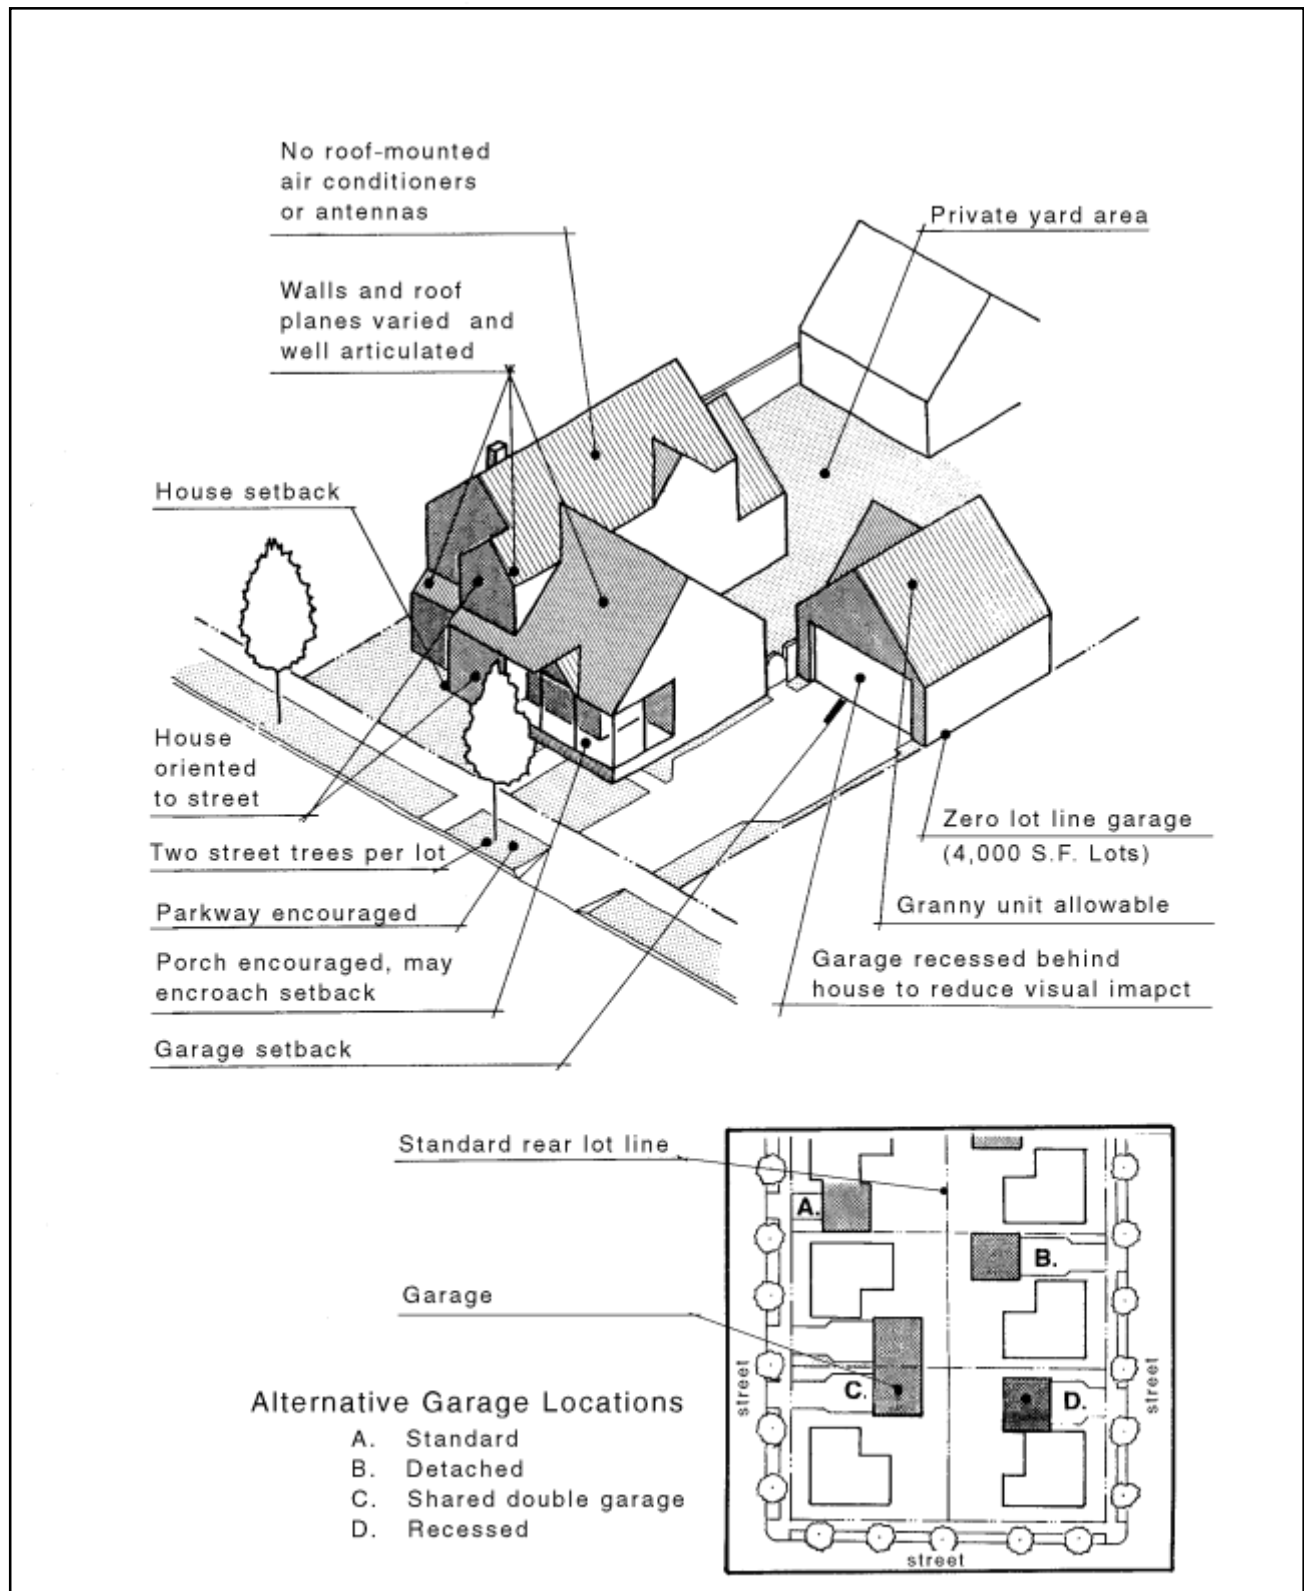 No roof-mounted
air conditioners
or antennas
Private yard area
Walls and roof
planes varied and
well articulated
House setback
House
oriented
to street
Two street trees per lot
Parkway encouraged
Porch encouraged, may
encroach setback
Garage setback
Zero lot line garage
(4,000 S.F. Lots)
Granny unit allowable
Garage recessed behind
house to reduce visual imapct
Standard rear lot line
Garage
A.
B.
C.
D.
street
street
street
Alternative Garage Locations
A. Standard
B. Detached
C. Shared double garage
D. Recessed